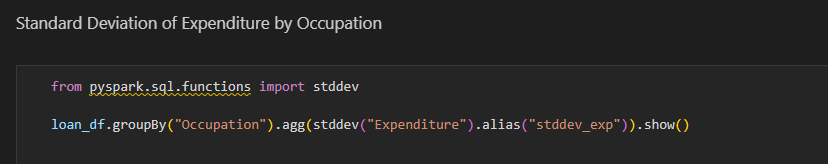 Standard Deviation of Expenditure by Occupation
from pyspark.sql.functions import stddev
loan_df.groupBy("Occupation").agg(stddev("Expenditure").alias("stddev_exp")).show()